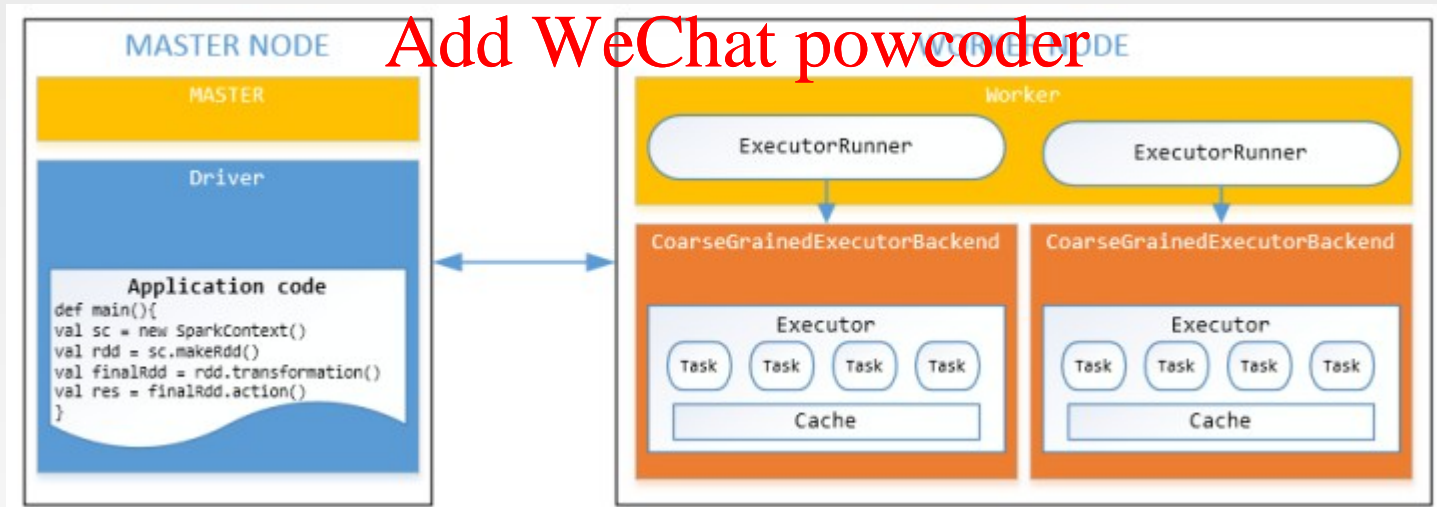 MASTER NODE
Add WeChat powcoder
WORKER NODE
MASTER
Worker
ExecutorRunner
ExecutorRunner
Driver
CoarseGrainedExecutorBackend
CoarseGrainedExecutorBackend
Application code
def main(){
val sc = new SparkContext()
val rdd = sc.makeRdd()
val finalRdd = rdd.transformation()
val res = finalRdd.action()
}
Executor
Task Task Task Task
Cache
Executor
Task Task Task Task
Cache